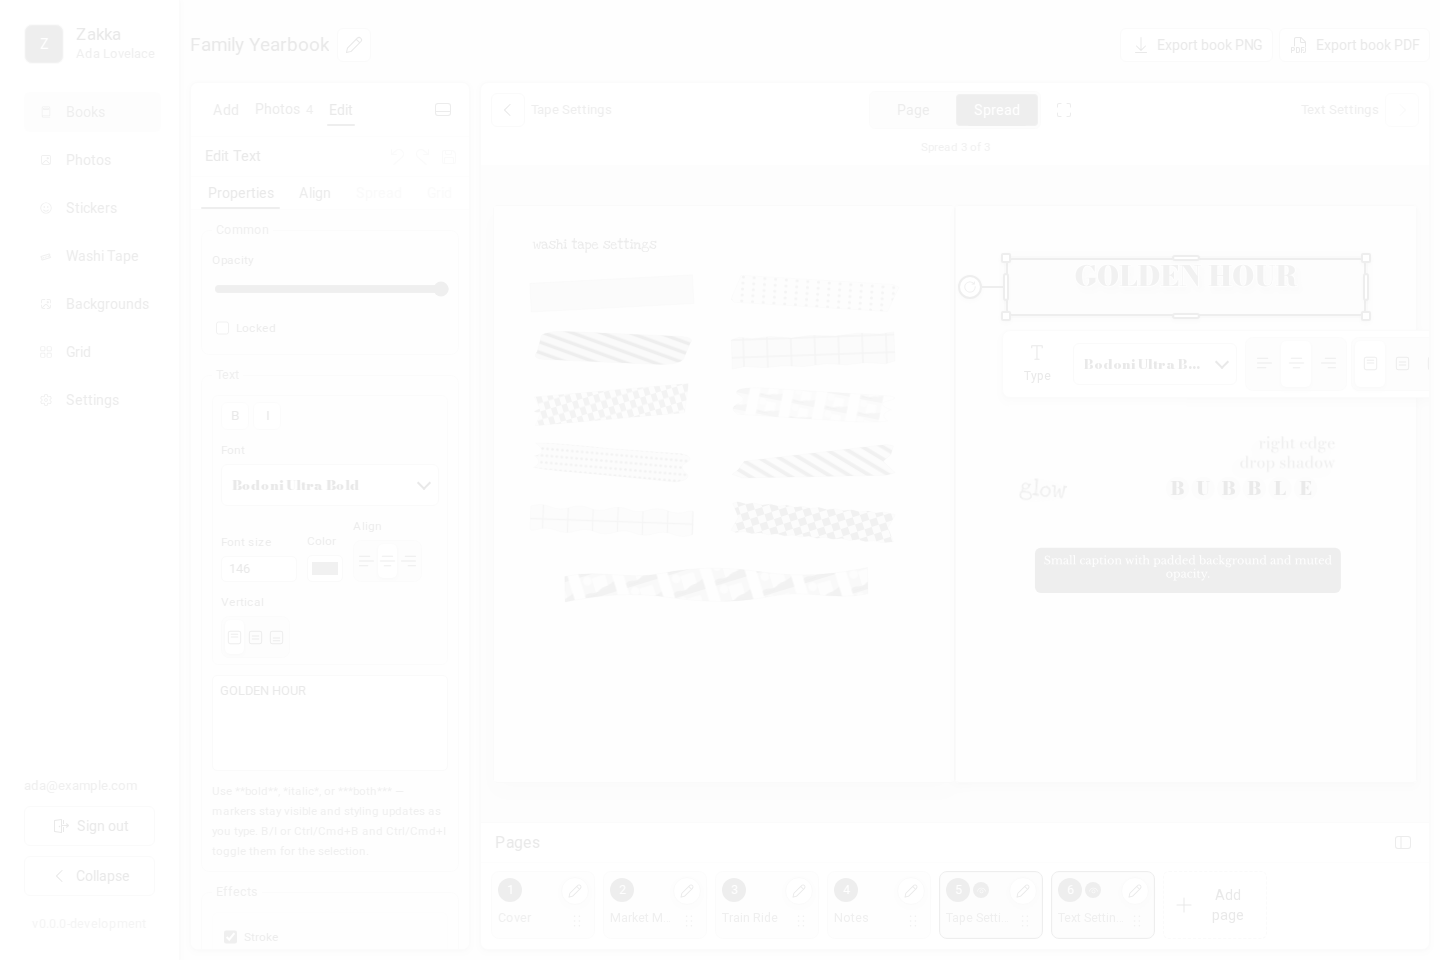 Z
Zakka
Ada Lovelace
Books
Photos
Stickers
Washi Tape
Backgrounds
Grid
Settings
ada@example.com
Sign out
Collapse
v0.0.0-development
Family Yearbook
Export book PNG
PDF
Export book PDF
Add
Photos 4
Edit
Edit Text
Properties
Align
Spread
Grid
Common
Opacity
Locked
Text
B
I
Font
Bodoni Ultra Bold
Font size
Color
Align
146
Vertical
GOLDEN HOUR
Use **bold**, *italic*, or ***both*** —
markers stay visible and styling updates as
you type. B/I or Ctrl/Cmd+B and Ctrl/Cmd+I
toggle them for the selection.
Effects
Stroke
Tape Settings
Page
Spread
Text Settings
Spread 3 of 3
washi tape settings
GOLDEN HOUR
T
Type
Bodoni Ultra B...
right edge
drop shadow
glow
BUBBLE
Small caption with padded background and muted
opacity.
Pages
1
Cover
2
Market M...
3
Train Ride
4
Notes
5
Tape Setti...
6
Text Settin...
Add
page